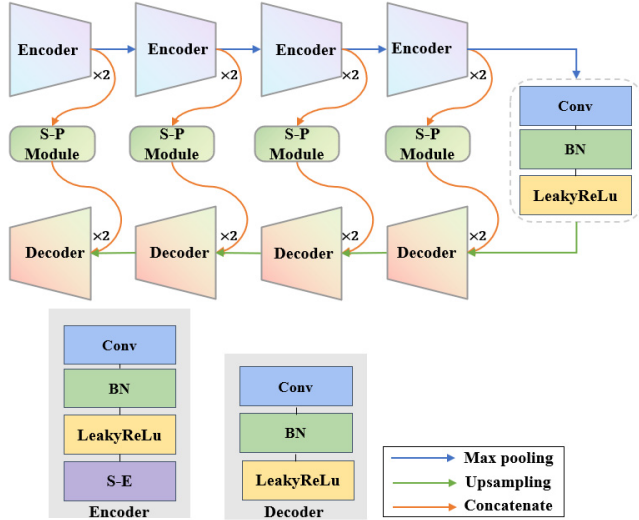 Encoder Encoder Encoder Encoder
×2 ×2 ×2 ×2
Conv
S-P S-P S-P S-P
Module Module Module Module
BN
LeakyReLu
×2 ×2 ×2 ×2
Decoder Decoder Decoder Decoder
Conv
BN
LeakyReLu
S-E
Encoder
Conv
BN
LeakyReLu
Decoder
Max pooling
Upsampling
Concatenate